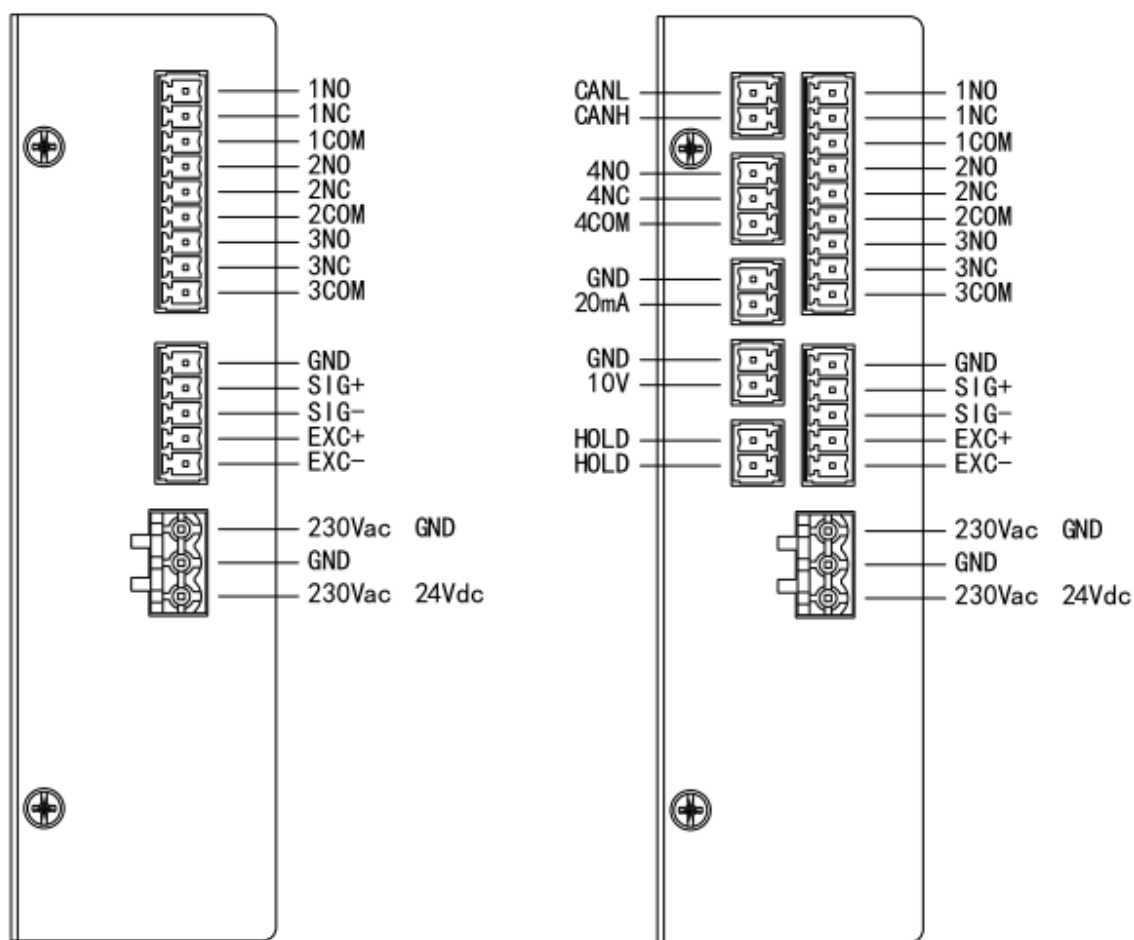 1NO
1NC
1COM
2NO
2NC
2COM
3NO
3NC
3COM
GND
SIG+
SIG-
EXC+
EXC-
230Vac GND
GND
230Vac 24Vdc
CANL
CANH
4NO
4NC
4COM
GND
20mA
GND
10V
HOLD
HOLD
1NO
1NC
1COM
2NO
2NC
2COM
3NO
3NC
3COM
GND
SIG+
SIG-
EXC+
EXC-
230Vac GND
GND
230Vac 24Vdc